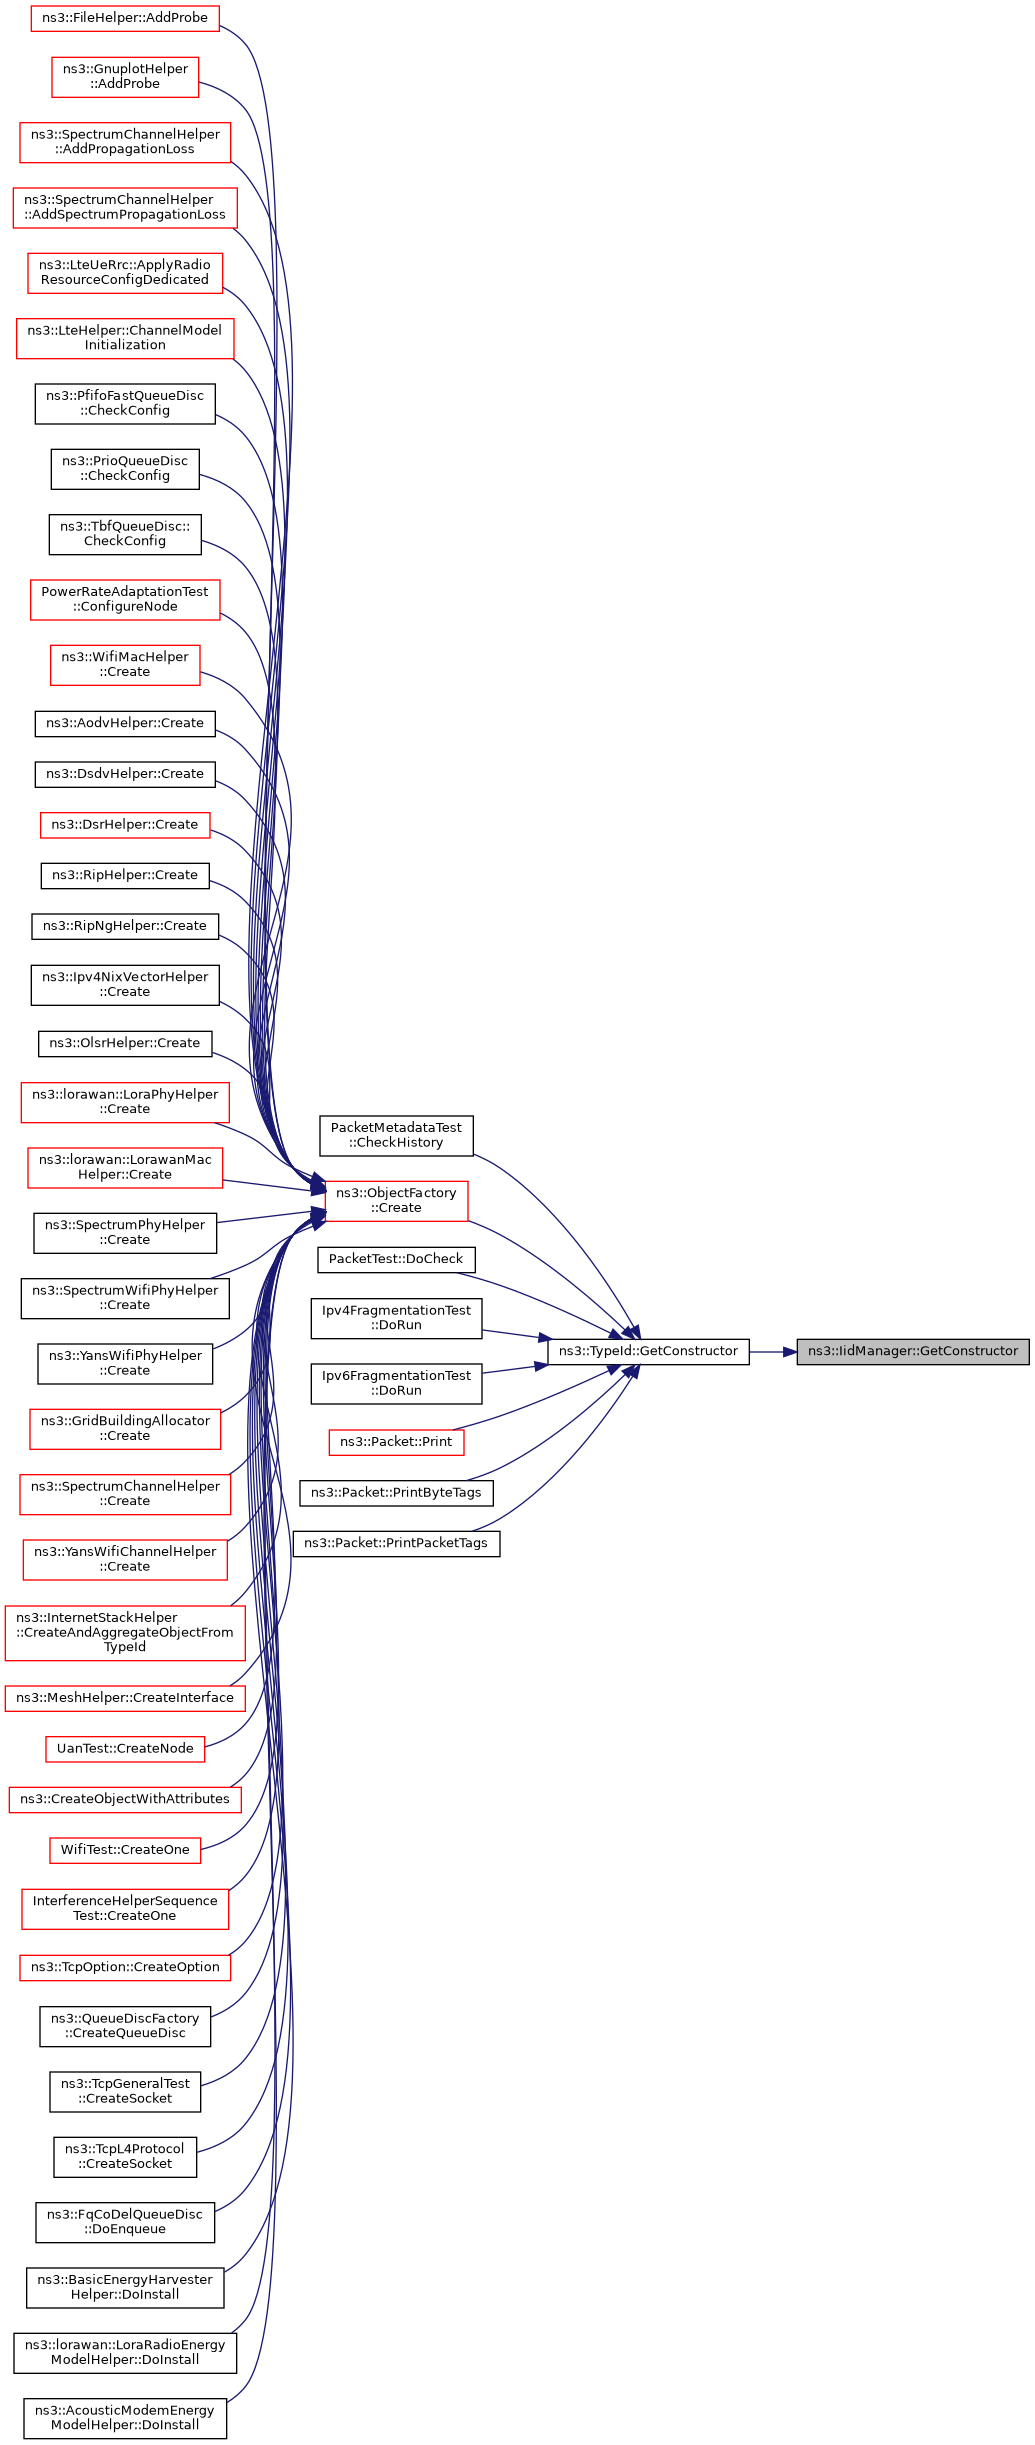 ns3::FileHelper::AddProbe
ns3::GnuplotHelper
::AddProbe
ns3::SpectrumChannelHelper
::AddPropagationLoss
ns3::SpectrumChannelHelper
::AddSpectrumPropagationLoss
ns3::LteUeRrc::ApplyRadio
ResourceConfigDedicated
ns3::LteHelper::ChannelModel
Initialization
ns3::PfifoFastQueueDisc
::CheckConfig
ns3::PrioQueueDisc
::CheckConfig
ns3::TbfQueueDisc::
CheckConfig
PowerRateAdaptationTest
::ConfigureNode
ns3::WifiMacHelper
::Create
ns3::AodvHelper::Create
ns3::DsdvHelper::Create
ns3::DsrHelper::Create
ns3::RipHelper::Create
ns3::RipNgHelper::Create
ns3::Ipv4NixVectorHelper
::Create
ns3::OlsrHelper::Create
ns3::lorawan::LoraPhyHelper
::Create
ns3::lorawan::LorawanMac
Helper::Create
ns3::SpectrumPhyHelper
::Create
ns3::SpectrumWifiPhyHelper
::Create
ns3::YansWifiPhyHelper
::Create
ns3::GridBuildingAllocator
::Create
ns3::SpectrumChannelHelper
::Create
ns3::YansWifiChannelHelper
::Create
ns3::InternetStackHelper
::CreateAndAggregateObjectFrom
TypeId
ns3::MeshHelper::CreateInterface
UanTest::CreateNode
ns3::CreateObjectWithAttributes
WifiTest::CreateOne
InterferenceHelperSequence
Test::CreateOne
ns3::TcpOption::CreateOption
ns3::QueueDiscFactory
::CreateQueueDisc
ns3::TcpGeneralTest
::CreateSocket
ns3::TcpL4Protocol
::CreateSocket
ns3::FqCoDelQueueDisc
::DoEnqueue
ns3::BasicEnergyHarvester
Helper::DoInstall
ns3::lorawan::LoraRadioEnergy
ModelHelper::DoInstall
ns3::AcousticModemEnergy
ModelHelper::DoInstall
PacketMetadataTest
::CheckHistory
ns3::ObjectFactory
::Create
PacketTest::DoCheck
Ipv4FragmentationTest
::DoRun
Ipv6FragmentationTest
::DoRun
ns3::Packet::Print
ns3::Packet::PrintByteTags
ns3::Packet::PrintPacketTags
ns3::TypeId::GetConstructor
ns3::IidManager::GetConstructor